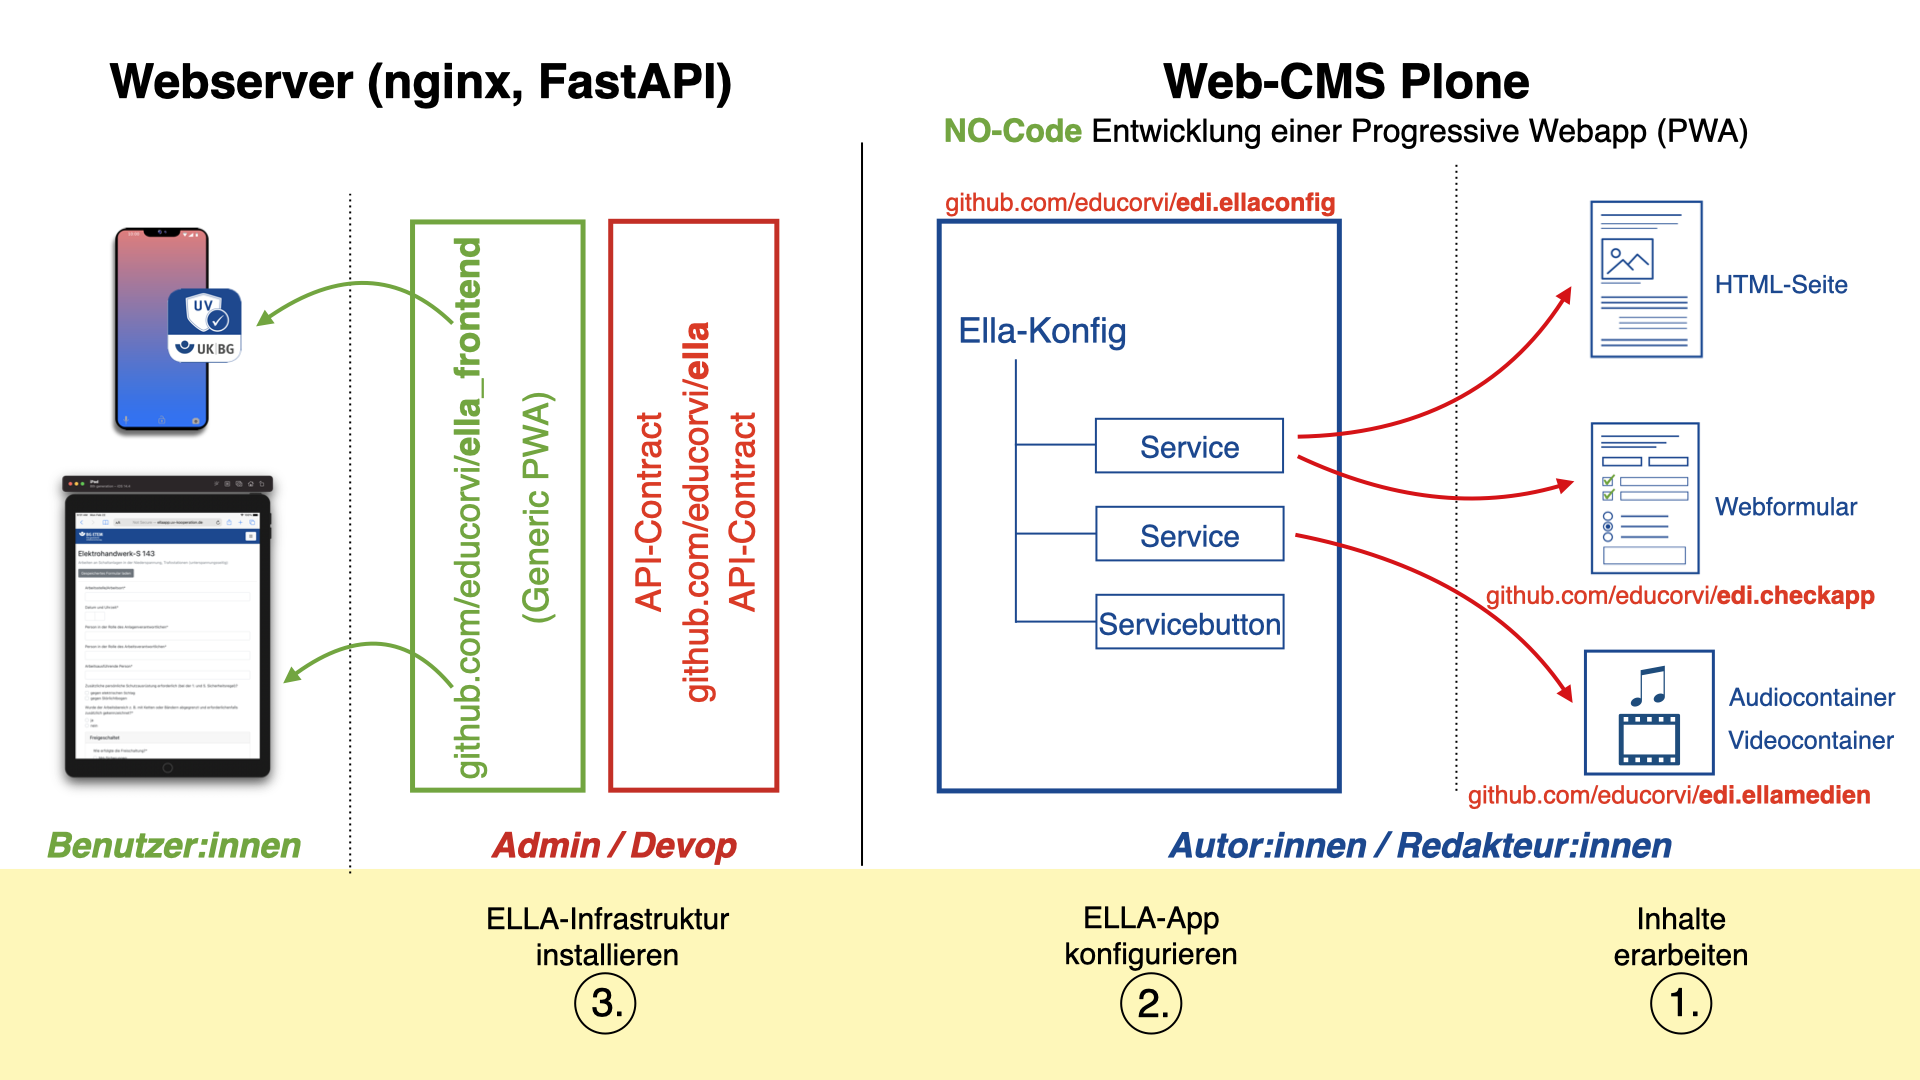 Webserver (nginx, FastAPI)
Web-CMS Plone
NO-Code Entwicklung einer Progressive Webapp (PWA)
UV
UK|BG
Elektrohandwerk-S 143
Freigeschaltet
github.com/educorvi/ella_frontend
(Generic PWA)
API-Contract
github.com/educorvi/ella
API-Contract
github.com/educorvi/edi.ellaconfig
Ella-Konfig
Service
Service
Servicebutton
HTML-Seite
Webformular
github.com/educorvi/edi.checkapp
Audiocontainer
Videocontainer
github.com/educorvi/edi.ellamedien
Benutzer:innen
Admin / Devop
Autor:innen / Redakteur:innen
ELLA-Infrastruktur
installieren
3.
ELLA-App
konfigurieren
2.
Inhalte
erarbeiten
1.